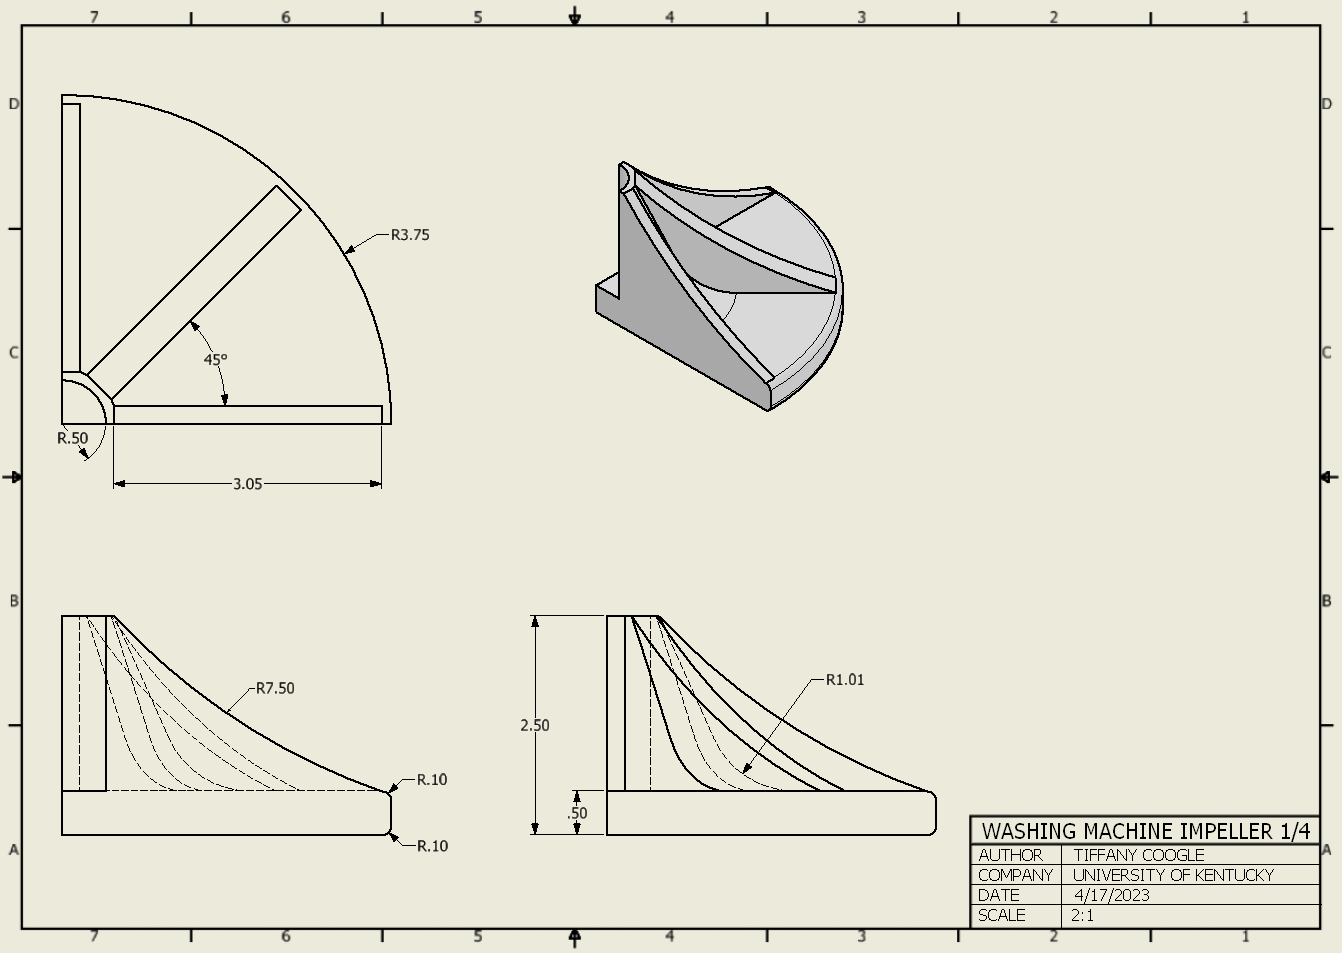 7 6 5 4 3 2 1
D D
R3.75
C 45° C
R.50
3.05
B B
R7.50 R1.01
2.50
R.10
.50
R.10
WASHING MACHINE IMPELLER 1/4
A A
AUTHOR TIFFANY COOGLE
COMPANY UNIVERSITY OF KENTUCKY
DATE 4/17/2023
SCALE 2:1
7 6 5 4 3 2 1